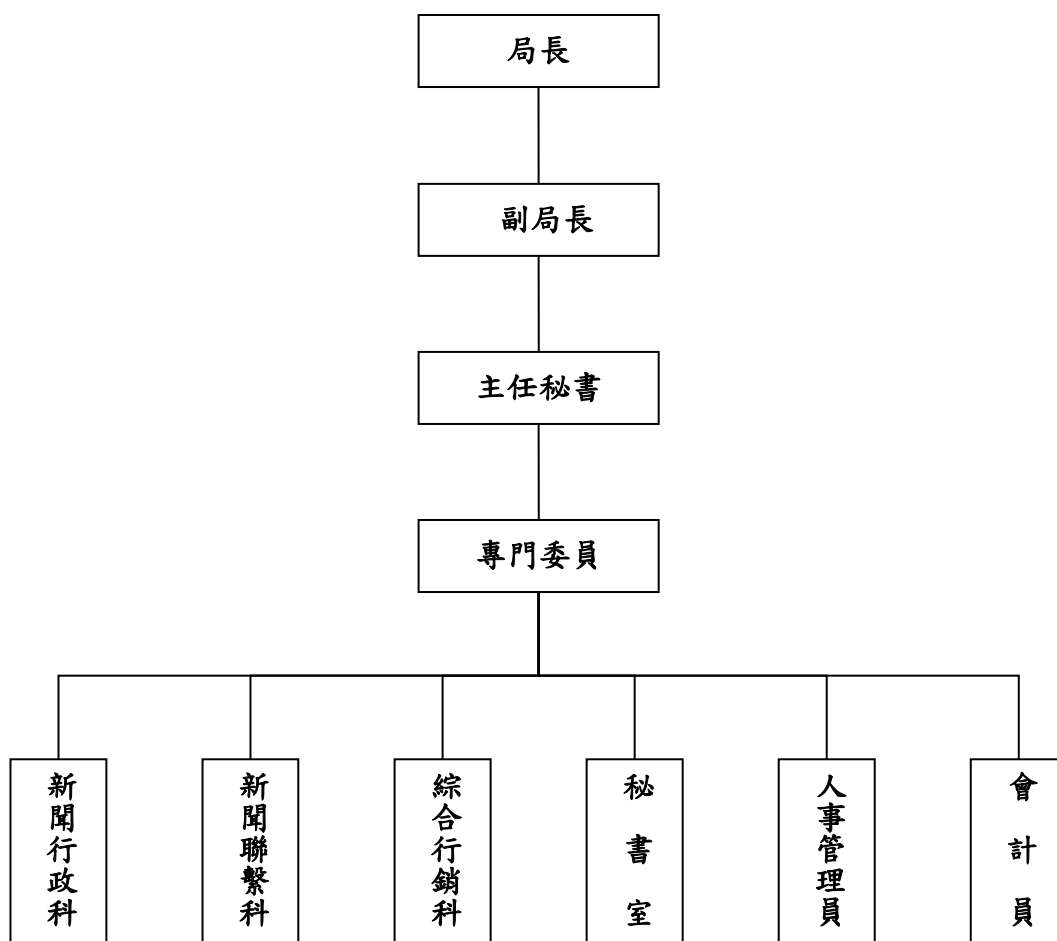 局長
副局長
主任秘書
專門委員
新聞行政科
新聞聯繫科
綜合行銷科
秘書室
人事管理員
會計員